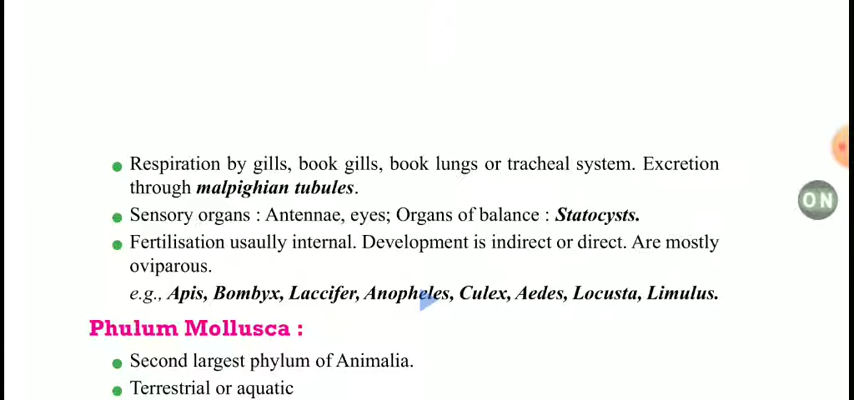 Respiration by gills, book gills, book lungs or tracheal system. Excretion
through malpighian tubules.
ON
Sensory organs : Antennae, eyes; Organs of balance : Statocysts.
Fertilisation usaully internal. Development is indirect or direct. Are mostly
oviparous.
e.g., Apis, Bombyx, Laccifer, Anopheles, Culex, Aedes, Locusta, Limulus.
Phulum Mollusca :
Second largest phylum of Animalia.
Terrestrial or aquatic